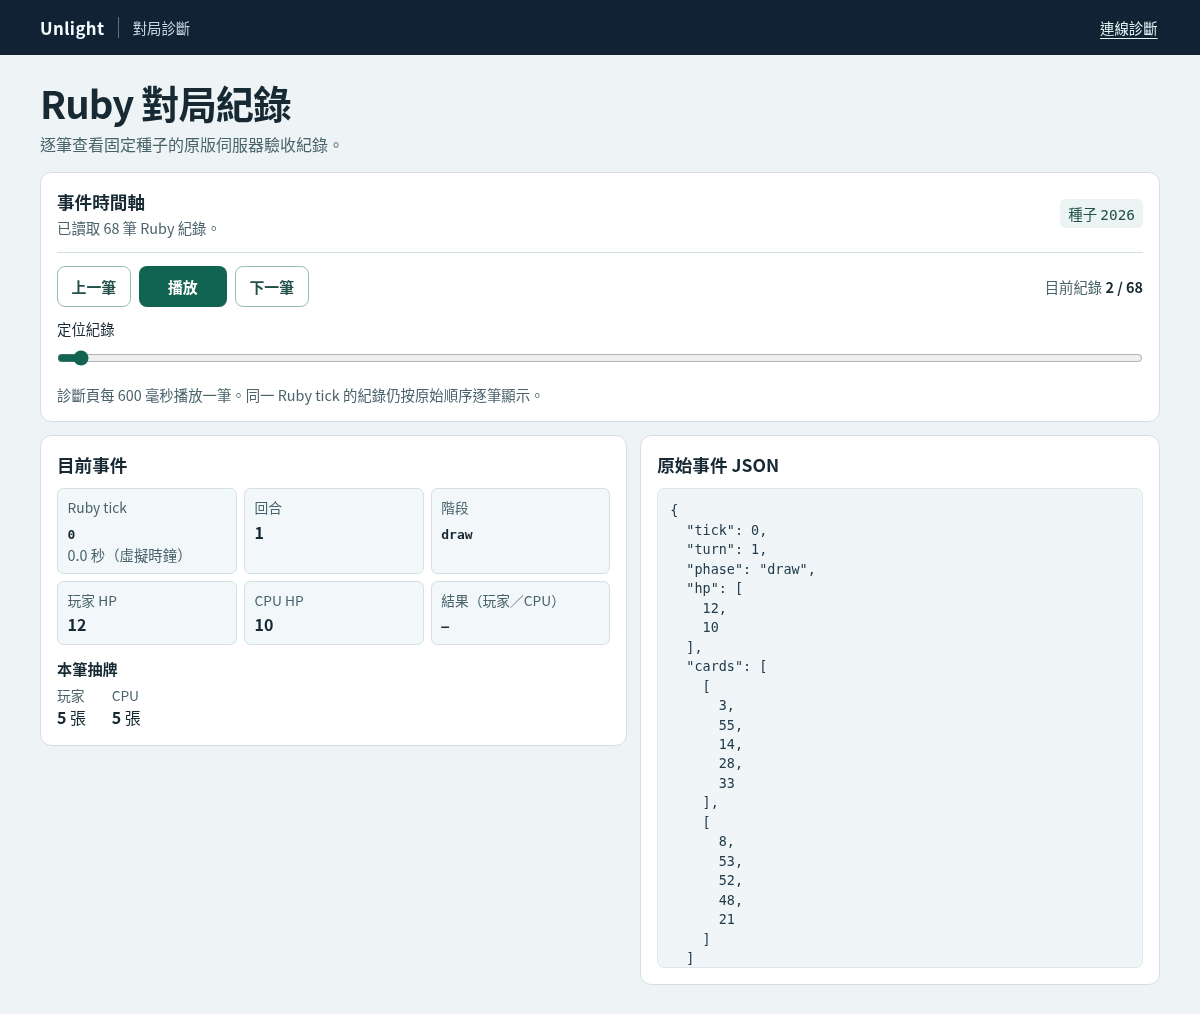 Unlight
對局診斷
連線診斷
Ruby 對局紀錄
逐筆查看固定種子的原版伺服器驗收紀錄。
事件時間軸
已讀取 68 筆 Ruby 紀錄。
種子 2026
上一筆
播放
下一筆
目前紀錄 2 / 68
定位紀錄
診斷頁每 600 毫秒播放一筆。同一 Ruby tick 的紀錄仍按原始順序逐筆顯示。
目前事件
Ruby tick
0
0.0 秒（虛擬時鐘）
回合
1
階段
draw
玩家 HP
12
CPU HP
10
結果（玩家／CPU）
—
本筆抽牌
玩家
5 張
CPU
5 張
原始事件 JSON
{
  "tick": 0,
  "turn": 1,
  "phase": "draw",
  "hp": [
    12,
    10
  ],
  "cards": [
    [
      3,
      55,
      14,
      28,
      33
    ],
    [
      8,
      53,
      52,
      48,
      21
    ]
  ]